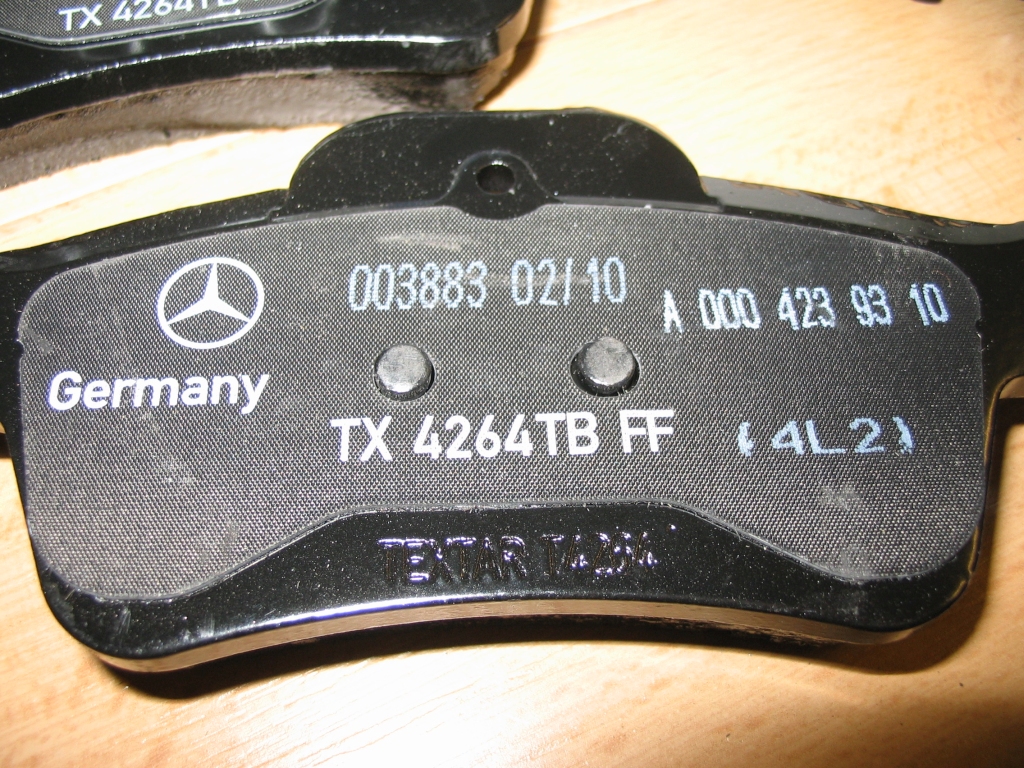 TX 4264TB
003883 02/10
A 000 423 93 10
Germany
TX 4264TB FF
(4L2)
TEXTAR T4264